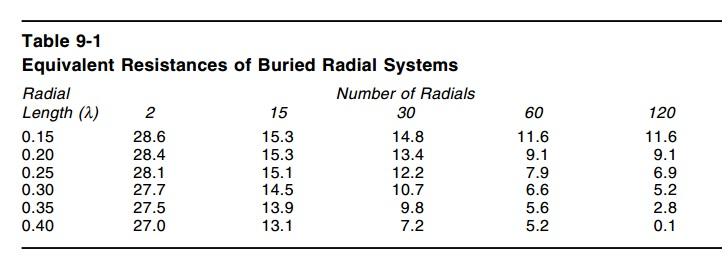 Table 9-1
Equivalent Resistances of Buried Radial Systems
Radial Number of Radials
Length (λ) 2 15 30 60 120
0.15 28.6 15.3 14.8 11.6 11.6
0.20 28.4 15.3 13.4 9.1 9.1
0.25 28.1 15.1 12.2 7.9 6.9
0.30 27.7 14.5 10.7 6.6 5.2
0.35 27.5 13.9 9.8 5.6 2.8
0.40 27.0 13.1 7.2 5.2 0.1